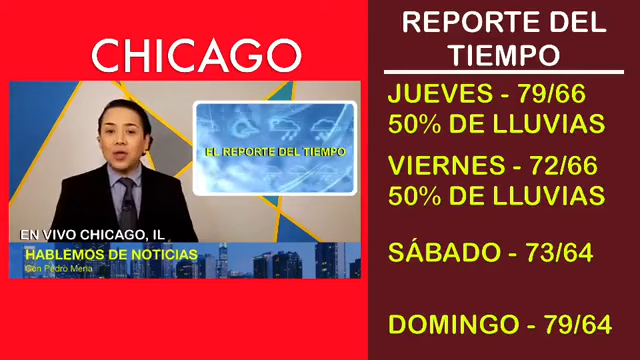 CHICAGO
EL REPORTE DEL TIEMPO
EN VIVO CHICAGO, IL
HABLEMOS DE NOTICIAS
Con Pedro Mena
REPORTE DEL
TIEMPO
JUEVES - 79/66
50% DE LLUVIAS
VIERNES - 72/66
50% DE LLUVIAS
SÁBADO - 73/64
DOMINGO - 79/64